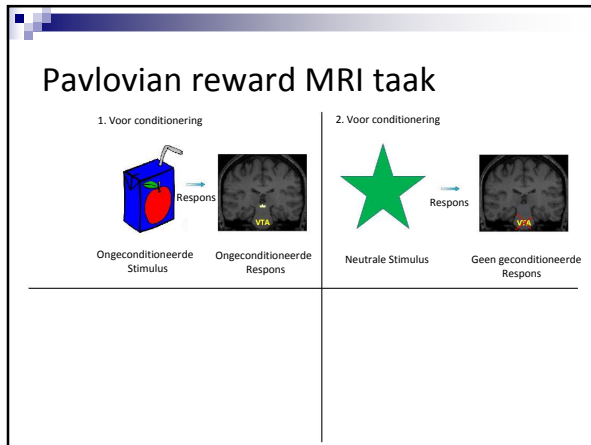 Pavlovian reward MRI taak
1. Voor conditionering
Respons
VTA
Ongeconditioneerde
Stimulus
Ongeconditioneerde
Respons
2. Voor conditionering
Respons
VTA
Neutrale Stimulus
Geen geconditioneerde
Respons